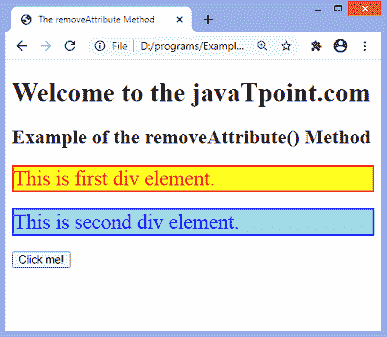 The removeAttribute Method
File D:/programs/Exampl...
Welcome to the javaTpoint.com
Example of the removeAttribute() Method
This is first div element.
This is second div element.
Click me!